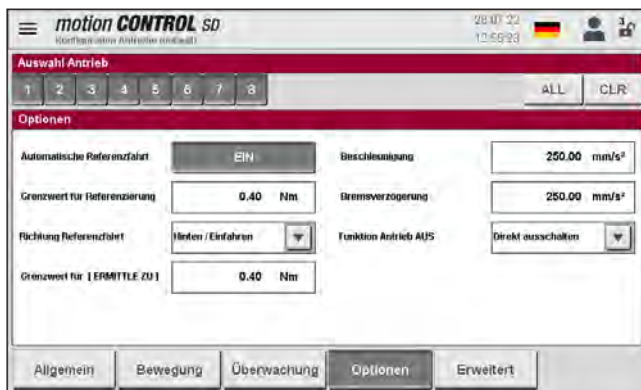 motion CONTROL SD
28.07.22
3
Konfiguration Antriebe
Auswahl Antrieb
1 2 3 4 5 6 7 8 ALL CLR
Optionen
Automatische Referenzfahrt EIN Beschleunigung 250.00 mm/s²
Grenzwert für Referenzierung 0.40 Nm Bremsverzögerung 250.00 mm/s²
Richtung Referenzfahrt Hinten / Einfahren Funktion Antrieb AUS Direkt ausschalten
Grenzwert für [ ERMITTLE ZU ] 0.40 Nm
Allgemein Bewegung Überwachung Optionen Erweitert